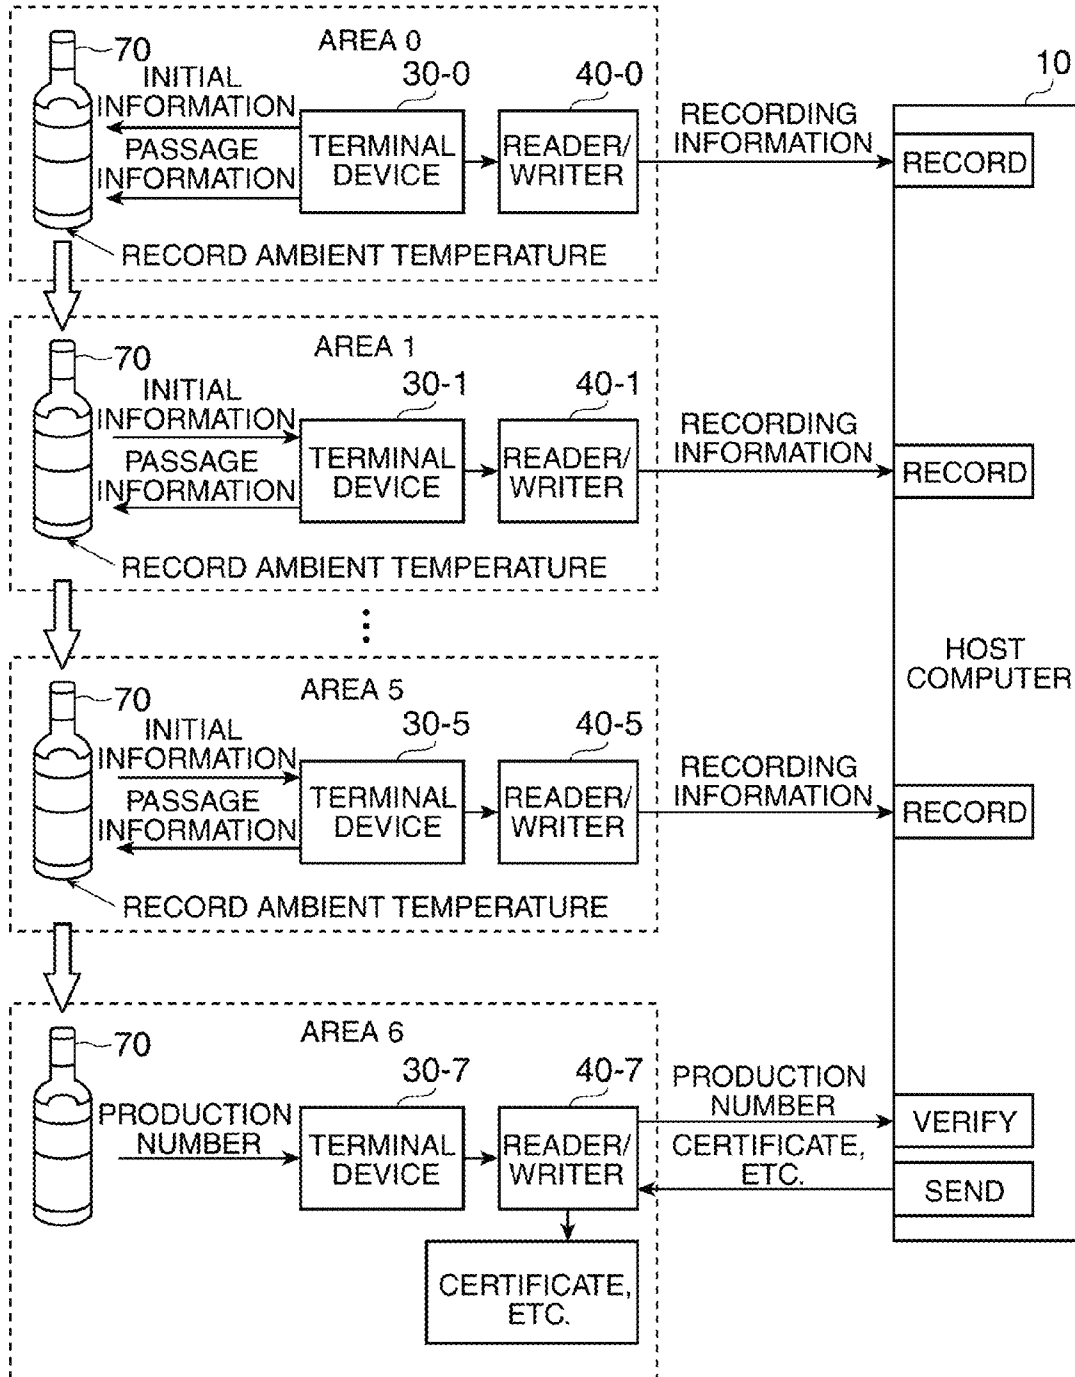 AREA 0
10
70
30-0
40-0
INITIAL
INFORMATION
PASSAGE
INFORMATION
TERMINAL
DEVICE
READER/
WRITER
RECORDING
INFORMATION
RECORD
RECORD AMBIENT TEMPERATURE
AREA 1
70
30-1
40-1
INITIAL
INFORMATION
PASSAGE
INFORMATION
TERMINAL
DEVICE
READER/
WRITER
RECORDING
INFORMATION
RECORD
RECORD AMBIENT TEMPERATURE
HOST
COMPUTER
AREA 5
70
30-5
40-5
INITIAL
INFORMATION
PASSAGE
INFORMATION
TERMINAL
DEVICE
READER/
WRITER
RECORDING
INFORMATION
RECORD
RECORD AMBIENT TEMPERATURE
AREA 6
70
30-7
40-7
PRODUCTION
NUMBER
TERMINAL
DEVICE
READER/
WRITER
PRODUCTION
NUMBER
VERIFY
CERTIFICATE,
ETC.
SEND
CERTIFICATE,
ETC.